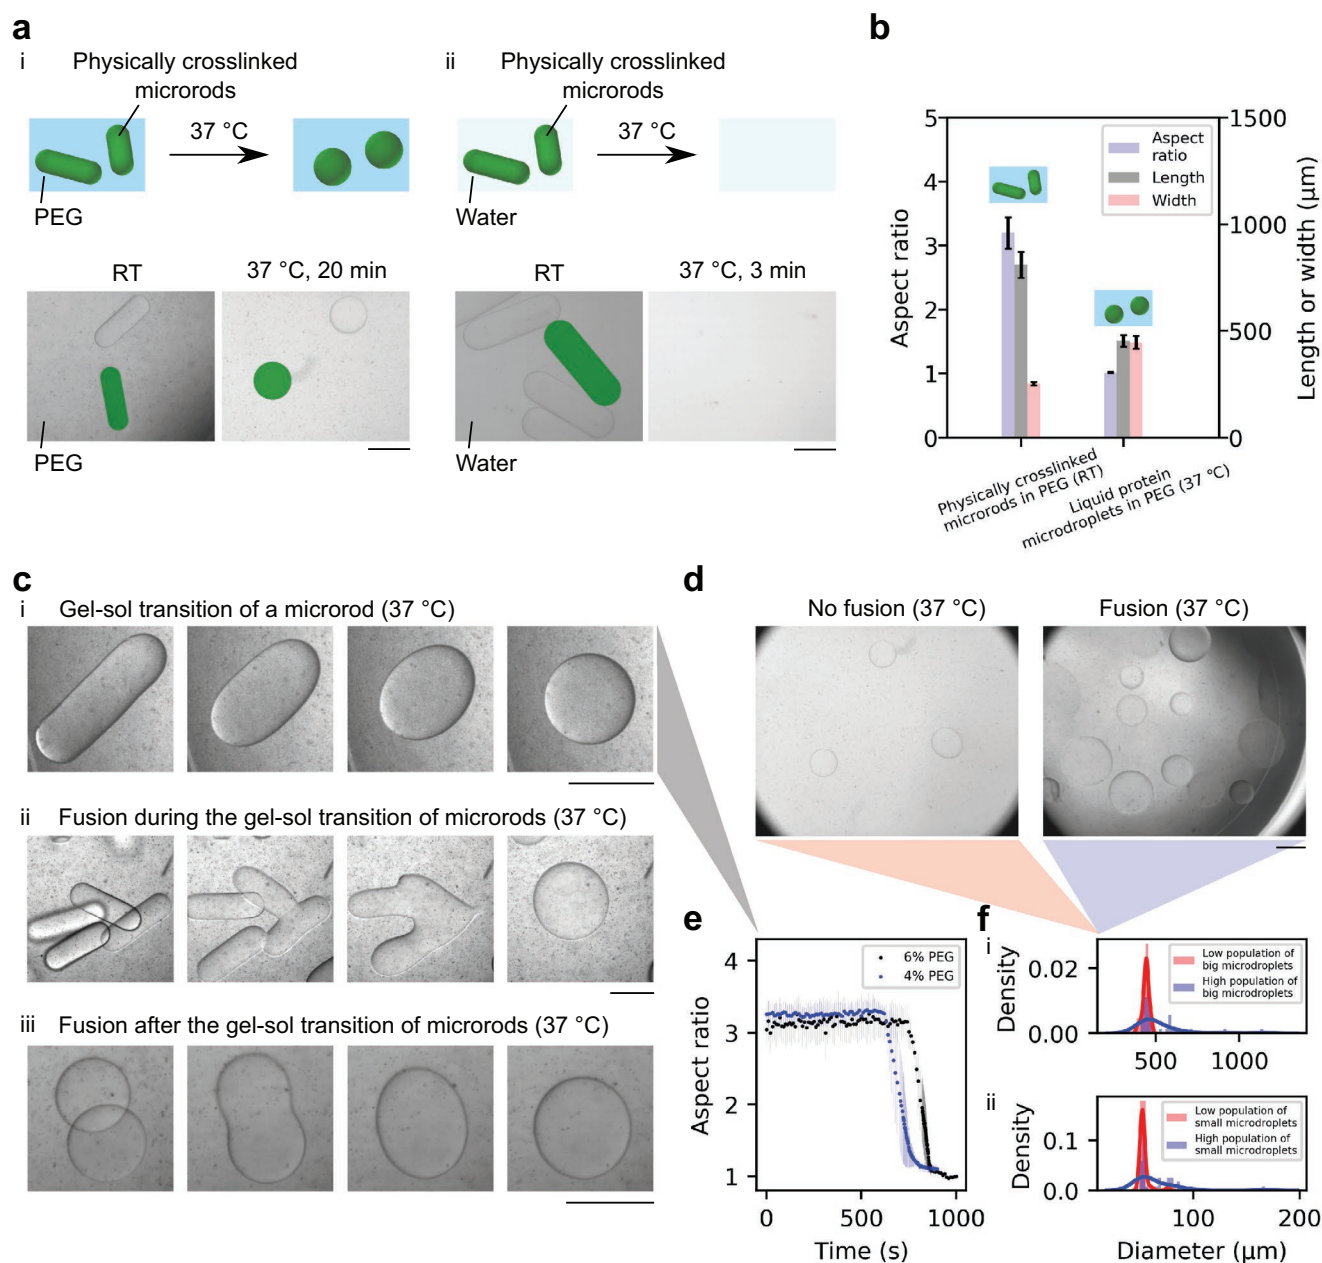 a
i
Physically crosslinked
microrods
37 °C
PEG
ii
Physically crosslinked
microrods
37 °C
Water
RT
37 °C, 20 min
PEG
RT
37 °C, 3 min
Water
b
5
4
3
2
1
0
Aspect ratio
Aspect
ratio
Length
Width
1500
1000
500
0
Length or width (µm)
Physically crosslinked
microrods in PEG (RT)
Liquid protein
microdroplets in PEG (37 °C)
c
i Gel-sol transition of a microrod (37 °C)
ii Fusion during the gel-sol transition of microrods (37 °C)
iii Fusion after the gel-sol transition of microrods (37 °C)
d
No fusion (37 °C)
Fusion (37 °C)
e
4
3
2
1
Aspect ratio
6% PEG
4% PEG
0 500 1000
Time (s)
f
i
Density
0.02
0.00
Low population of
big microdroplets
High population of
big microdroplets
500 1000
ii
Density
0.1
0.0
Low population of
small microdroplets
High population of
small microdroplets
100 200
Diameter (µm)